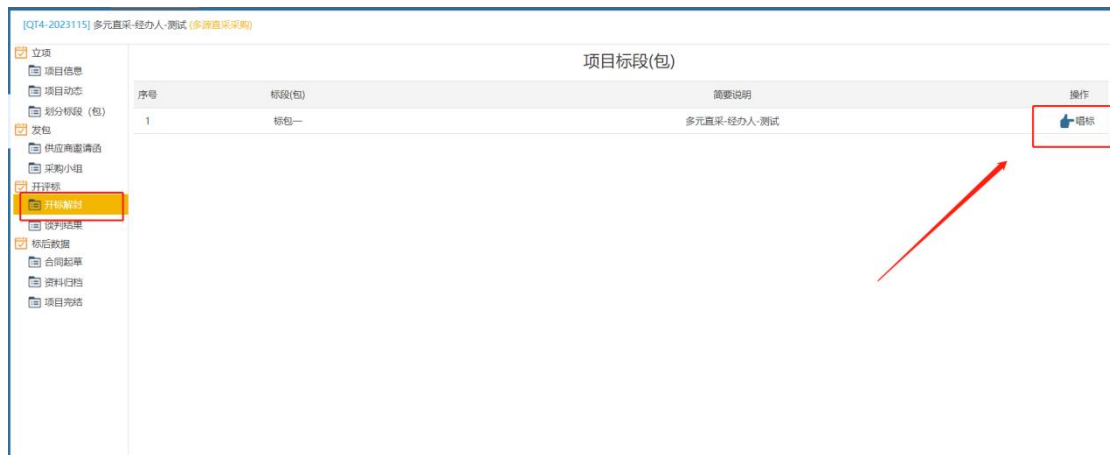 [QT4-2023115] 多元直采-经办人-测试 (多源直采采购)
立项
项目信息
项目动态
划分标段（包）
发包
供应商邀请函
采购小组
开评标
开标解封
谈判结果
标后数据
合同起草
资料归档
项目完结
项目标段(包)
序号 标段(包) 简要说明 操作
1 标包一 多元直采-经办人-测试 唱标